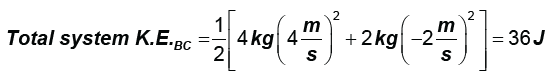 Total system K.E.BC = 1/2 [ 4 kg ( 4 m/s )² + 2 kg ( −2 m/s )² ] = 36 J